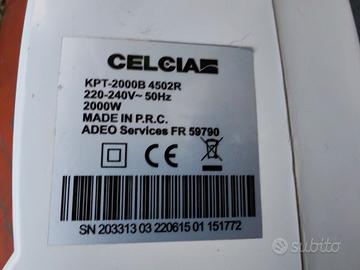 CELCIA
KPT-2000B 4502R
220-240V~ 50Hz
2000W
MADE IN P.R.C.
ADEO Services FR 59790
CE
SN 203313 03 220615 01 151772
subito